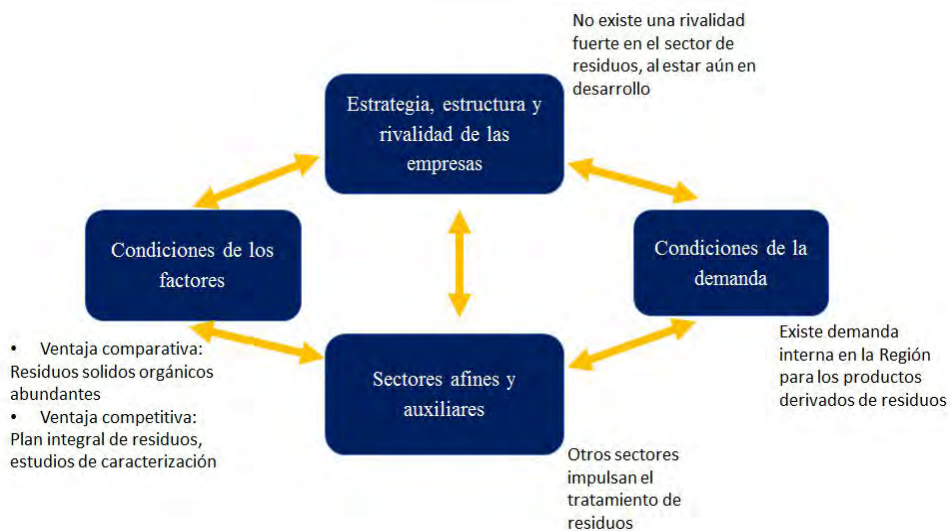 No existe una rivalidad
fuerte en el sector de
residuos, al estar aún en
desarrollo
Estrategia, estructura y
rivalidad de las
empresas
Condiciones de los
factores
Condiciones de la
demanda
• Ventaja comparativa:
Residuos solidos orgánicos
abundantes
• Ventaja competitiva:
Plan integral de residuos,
estudios de caracterización
Sectores afines y
auxiliares
Existe demanda
interna en la Región
para los productos
derivados de residuos
Otros sectores
impulsan el
tratamiento de
residuos